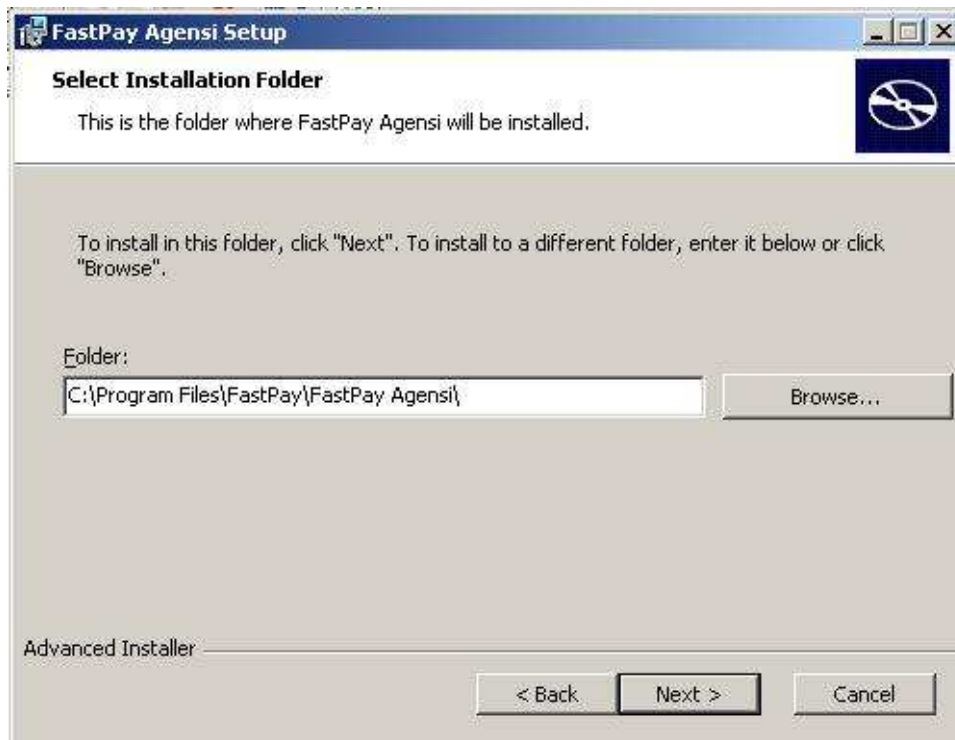 FastPay Agensi Setup
Select Installation Folder
This is the folder where FastPay Agensi will be installed.
To install in this folder, click "Next". To install to a different folder, enter it below or click
"Browse".
Folder:
C:\Program Files\FastPay\FastPay Agensi\
Browse...
Advanced Installer
< Back
Next >
Cancel